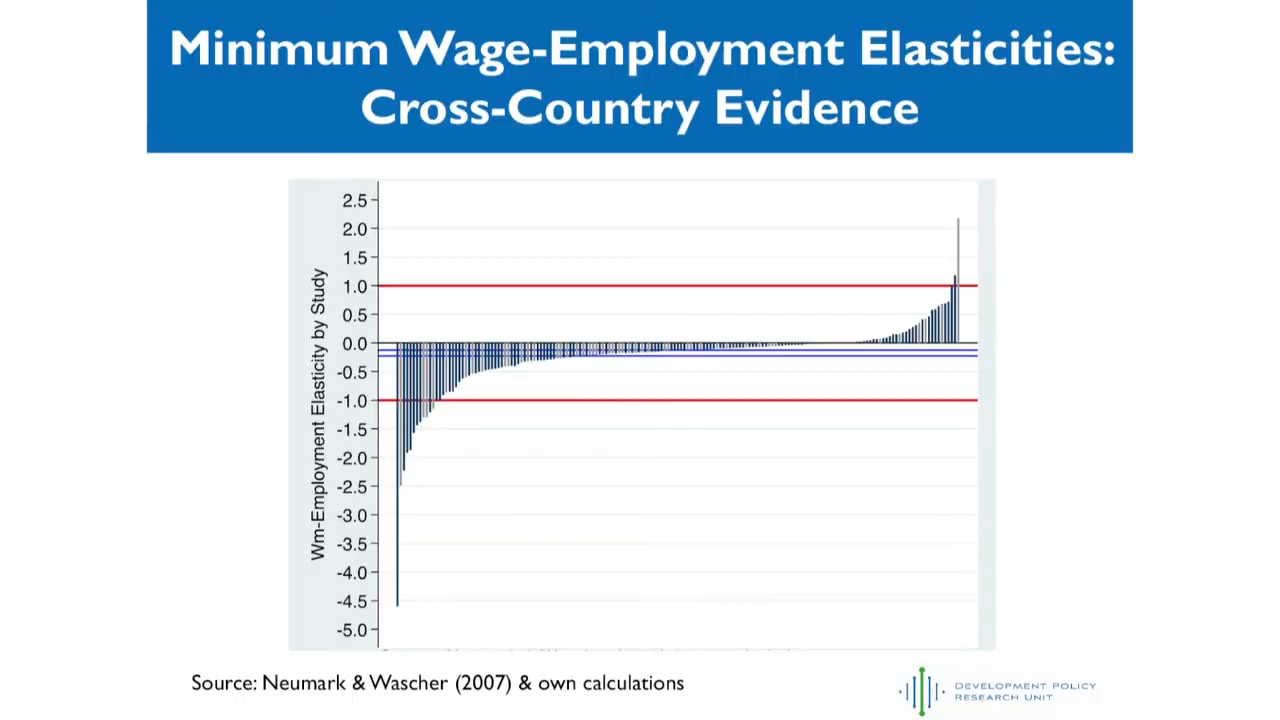 Minimum Wage-Employment Elasticities:
Cross-Country Evidence
Wm-Employment Elasticity by Study
2.5
2.0
1.5
1.0
0.5
0.0
-0.5
-1.0
-1.5
-2.0
-2.5
-3.0
-3.5
-4.0
-4.5
-5.0
Source: Neumark & Wascher (2007) & own calculations
DEVELOPMENT POLICY
RESEARCH UNIT